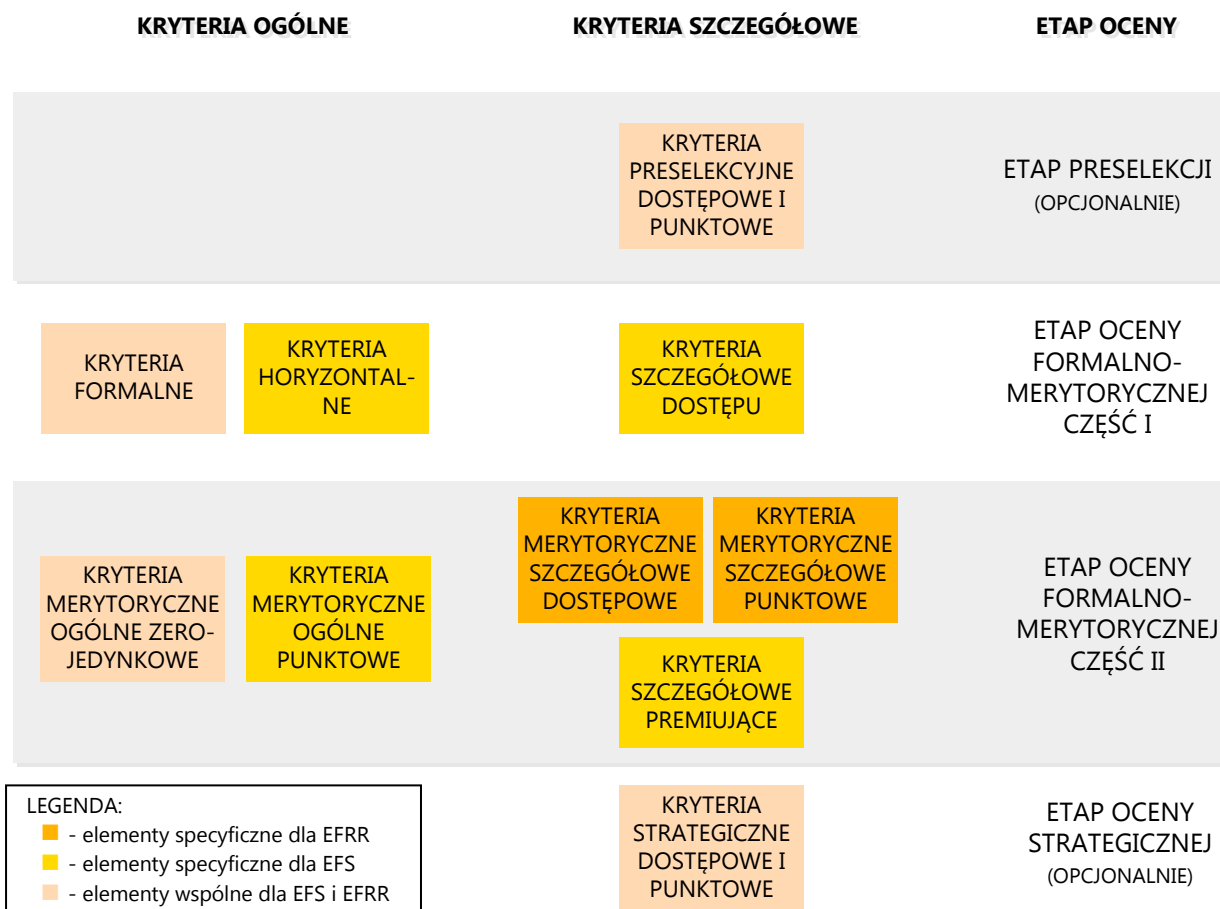 KRYTERIA OGÓLNE
KRYTERIA SZCZEGÓŁOWE
ETAP OCENY
KRYTERIA
PRESELEKCYJNE
DOSTĘPOWE I
PUNKTOWE
ETAP PRESELEKCJI
(OPCJONALNIE)
KRYTERIA
FORMALNE
KRYTERIA
HORYZONTAL-
NE
KRYTERIA
SZCZEGÓŁOWE
DOSTĘPU
ETAP OCENY
FORMALNO-
MERYTORYCZNEJ
CZĘŚĆ I
KRYTERIA
MERYTORYCZNE
OGÓLNE ZERO-
JEDYNKOWE
KRYTERIA
MERYTORYCZNE
OGÓLNE
PUNKTOWE
KRYTERIA
MERYTORYCZNE
SZCZEGÓŁOWE
DOSTĘPOWE
KRYTERIA
MERYTORYCZNE
SZCZEGÓŁOWE
PUNKTOWE
KRYTERIA
SZCZEGÓŁOWE
PREMIUJĄCE
ETAP OCENY
FORMALNO-
MERYTORYCZNEJ
CZĘŚĆ II
LEGENDA:
- elementy specyficzne dla EFRR
- elementy specyficzne dla EFS
- elementy wspólne dla EFS i EFRR
KRYTERIA
STRATEGICZNE
DOSTĘPOWE I
PUNKTOWE
ETAP OCENY
STRATEGICZNEJ
(OPCJONALNIE)